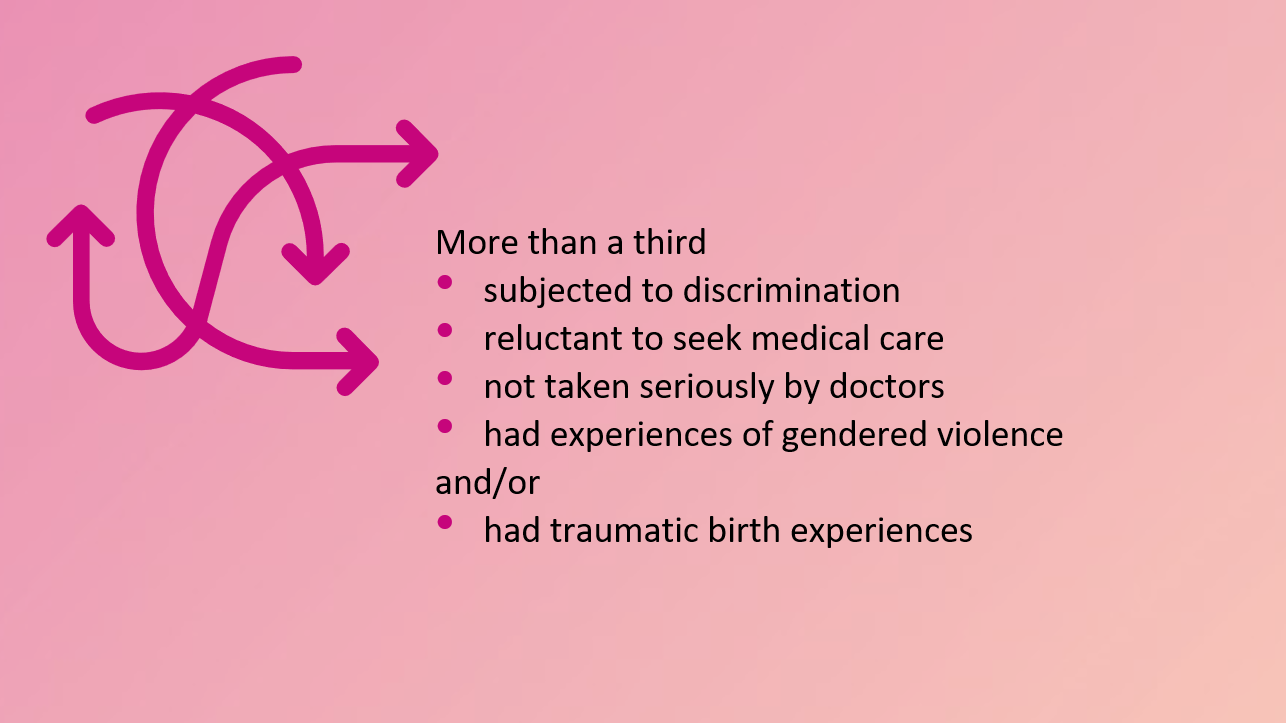 More than a third
• subjected to discrimination
• reluctant to seek medical care
• not taken seriously by doctors
• had experiences of gendered violence
and/or
• had traumatic birth experiences